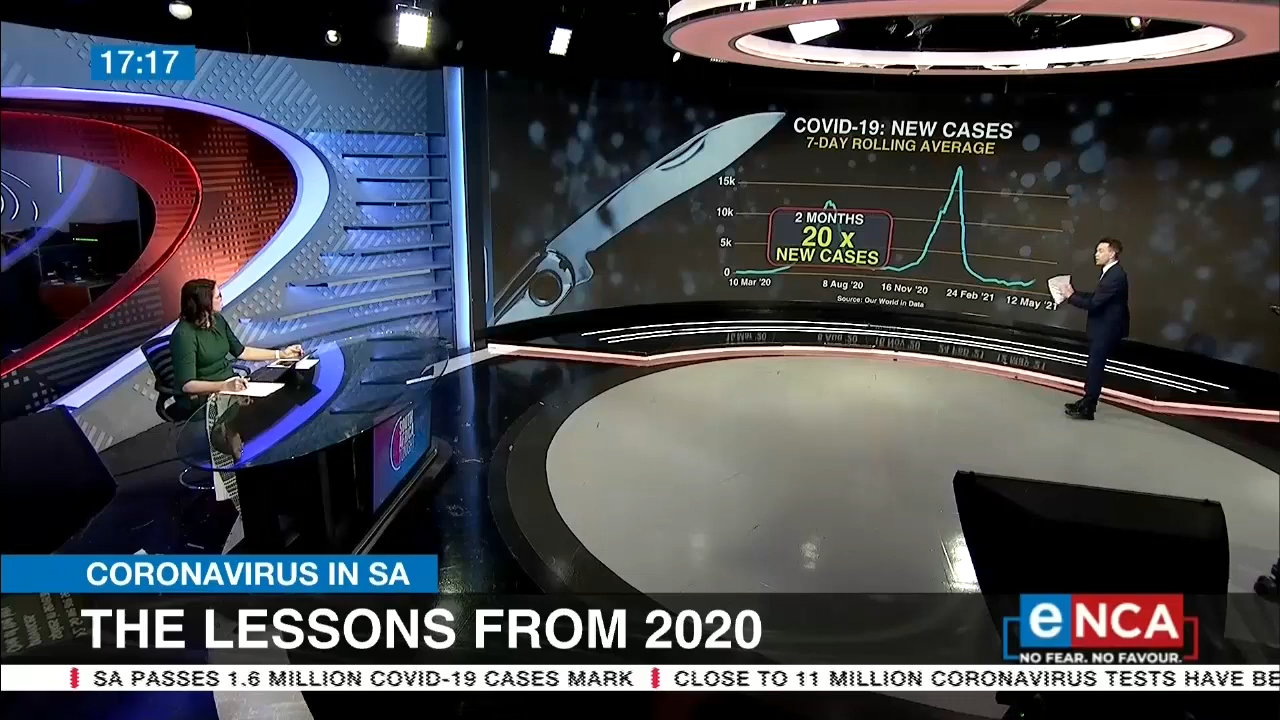 17:17
COVID-19: NEW CASES
7-DAY ROLLING AVERAGE
15k
10k
5k
0
2 MONTHS
20 x
NEW CASES
10 Mar '20
8 Aug '20
16 Nov '20
24 Feb '21
12 May '21
Source: Our World in Data
CORONAVIRUS IN SA
THE LESSONS FROM 2020
eNCA
NO FEAR. NO FAVOUR.
SA PASSES 1.6 MILLION COVID-19 CASES MARK
CLOSE TO 11 MILLION CORONAVIRUS TESTS HAVE BE